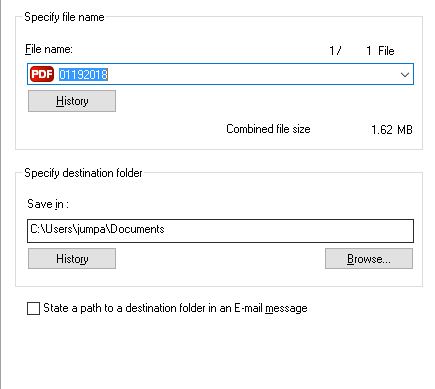 Specify file name
File name: 1 / 1 File
PDF 01192018
History
Combined file size 1.62 MB
Specify destination folder
Save in :
C:\Users\jumpa\Documents
History Browse...
State a path to a destination folder in an E-mail message